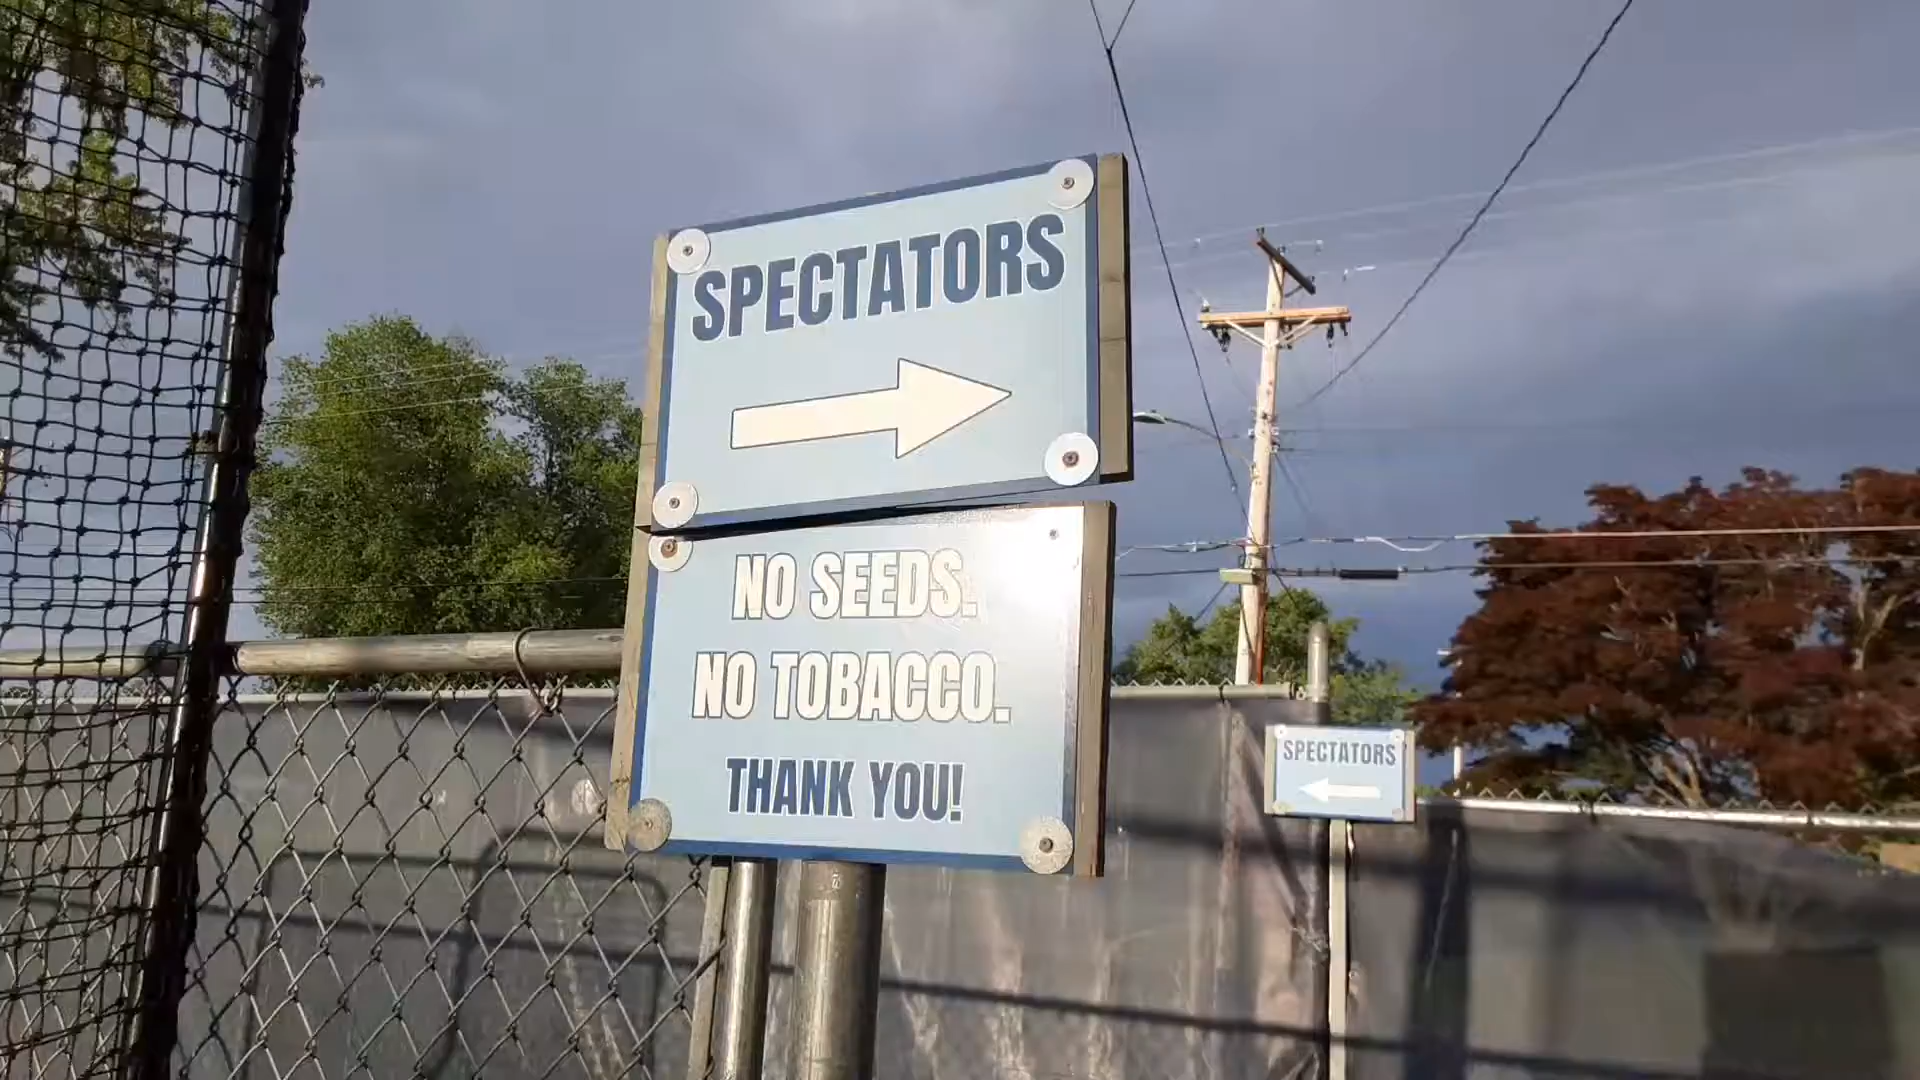 SPECTATORS
NO SEEDS.
NO TOBACCO.
THANK YOU!
SPECTATORS